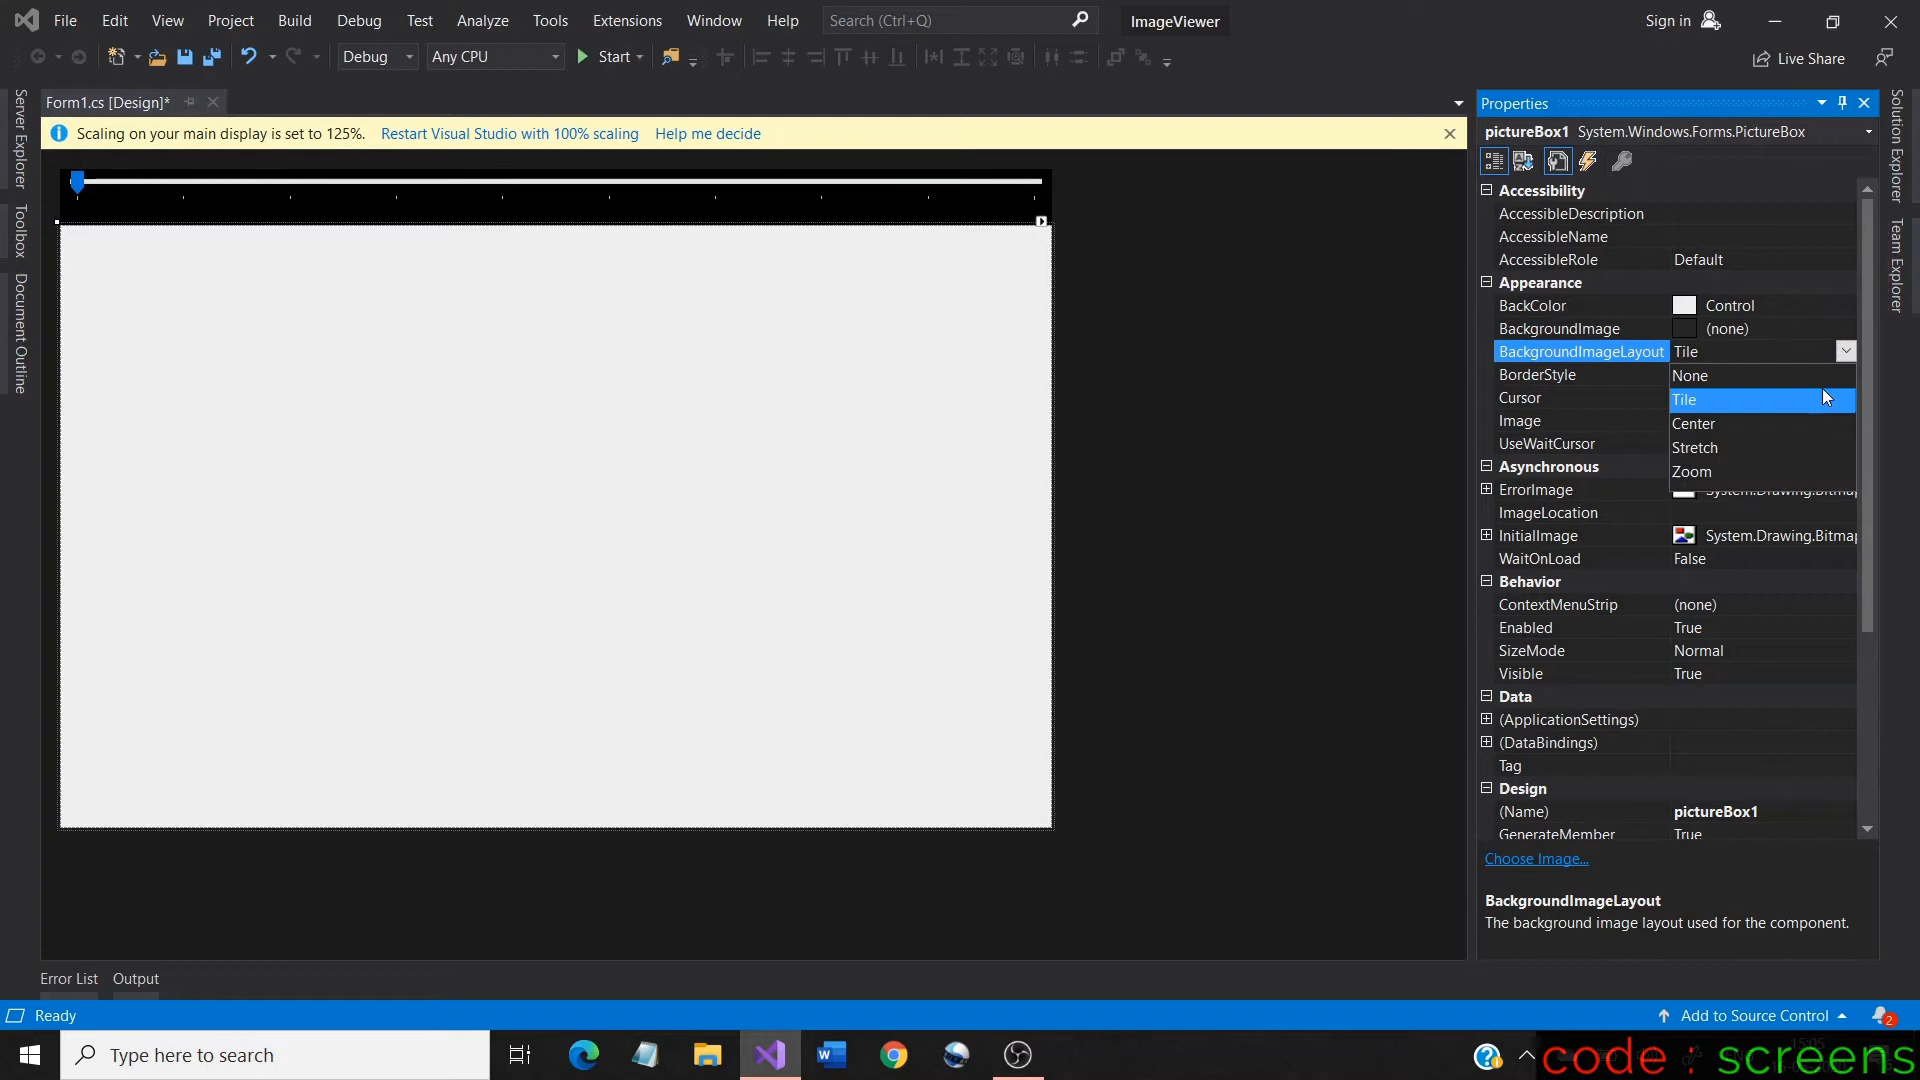 File Edit View Project Build Debug Test Analyze Tools Extensions Window Help Search (Ctrl+Q) ImageViewer Sign in
Debug Any CPU Start Live Share
Server Explorer
Toolbox
Document Outline
Form1.cs [Design]*
Scaling on your main display is set to 125%. Restart Visual Studio with 100% scaling Help me decide
Properties
pictureBox1 System.Windows.Forms.PictureBox
Accessibility
AccessibleDescription
AccessibleName
AccessibleRole Default
Appearance
BackColor Control
BackgroundImage (none)
BackgroundImageLayout Tile
None
BorderStyle
Cursor
Tile
Image
Center
UseWaitCursor
Stretch
Asynchronous
Zoom
ErrorImage System.Drawing.Bitmap
ImageLocation
InitialImage System.Drawing.Bitmap
WaitOnLoad False
Behavior
ContextMenuStrip (none)
Enabled True
SizeMode Normal
Visible True
Data
(ApplicationSettings)
(DataBindings)
Tag
Design
(Name) pictureBox1
GenerateMember True
Choose Image...
BackgroundImageLayout
The background image layout used for the component.
Solution Explorer
Team Explorer
Error List Output
Ready Add to Source Control 2
Type here to search
code : screens